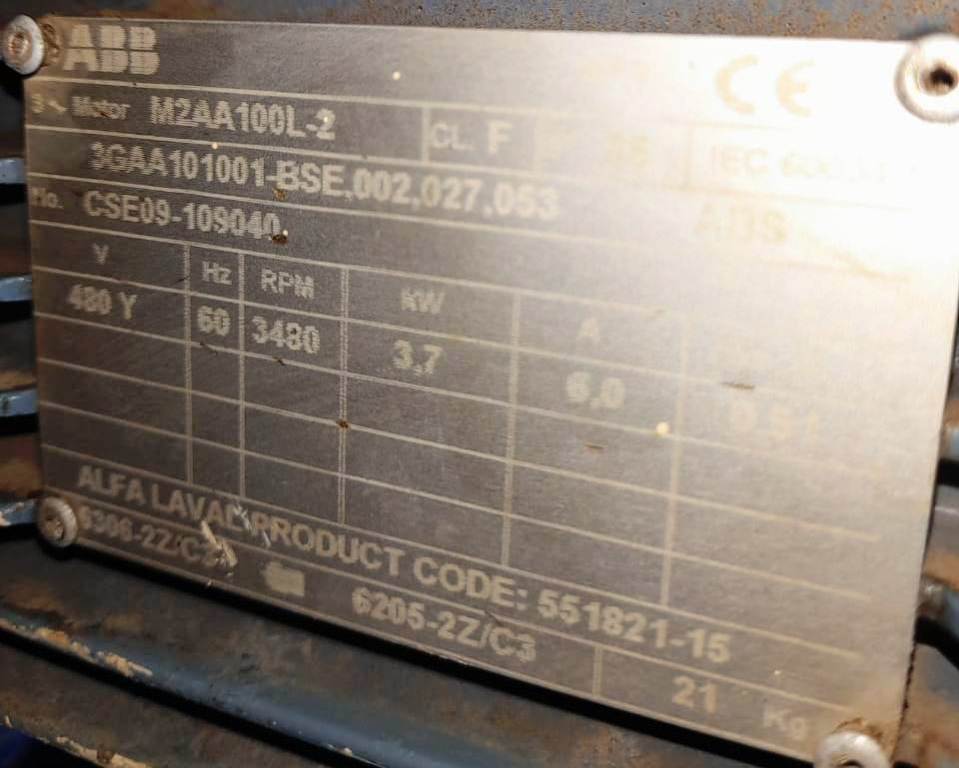 ABB
CE
3~ Motor M2AA100L-2 CL. F IEC
3GAA101001-BSE,002,027,053
No. CSE09-109040 ABS
V Hz RPM kW A
480 Y 60 3480 3,7 6,0
ALFA LAVAL PRODUCT CODE: 551821-15
6306-2Z/C3 6205-2Z/C3 21 Kg